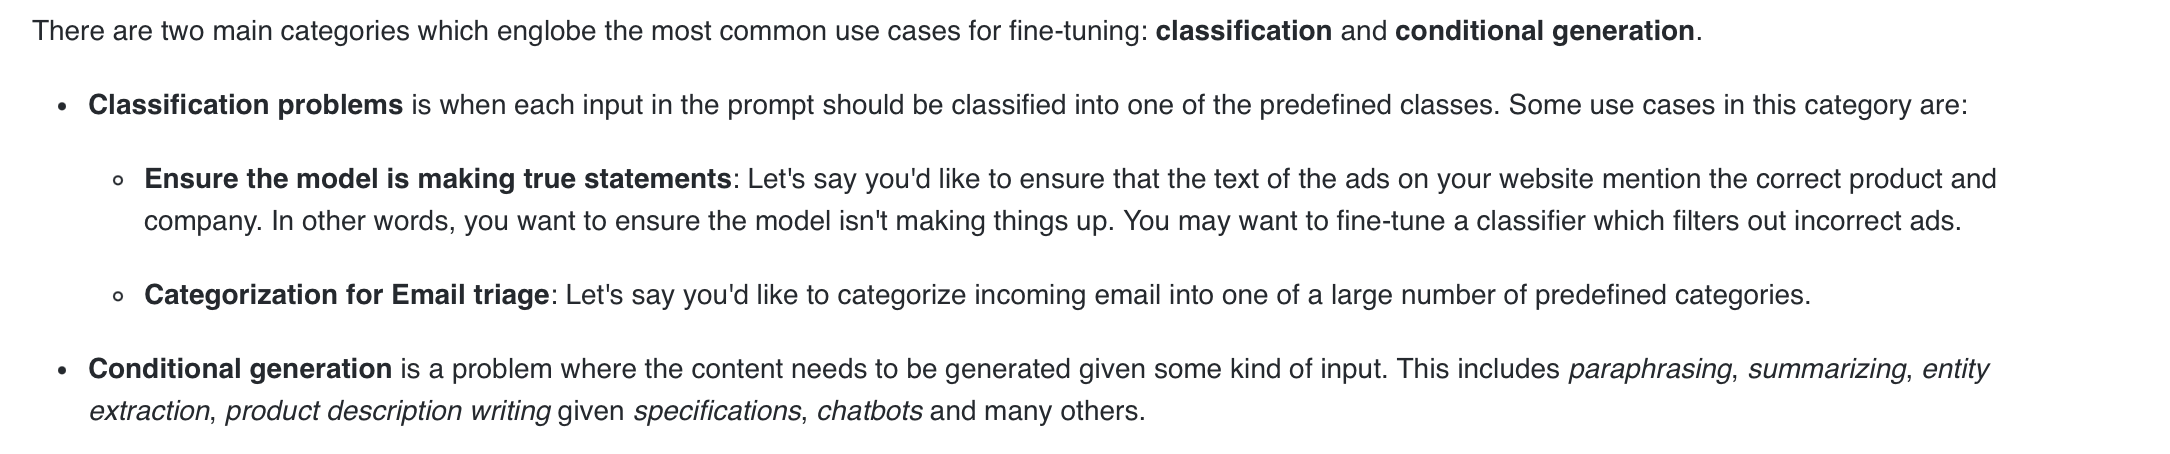 There are two main categories which englobe the most common use cases for fine-tuning: classification and conditional generation.
• Classification problems is when each input in the prompt should be classified into one of the predefined classes. Some use cases in this category are:
◦ Ensure the model is making true statements: Let's say you'd like to ensure that the text of the ads on your website mention the correct product and
company. In other words, you want to ensure the model isn't making things up. You may want to fine-tune a classifier which filters out incorrect ads.
◦ Categorization for Email triage: Let's say you'd like to categorize incoming email into one of a large number of predefined categories.
• Conditional generation is a problem where the content needs to be generated given some kind of input. This includes paraphrasing, summarizing, entity
extraction, product description writing given specifications, chatbots and many others.